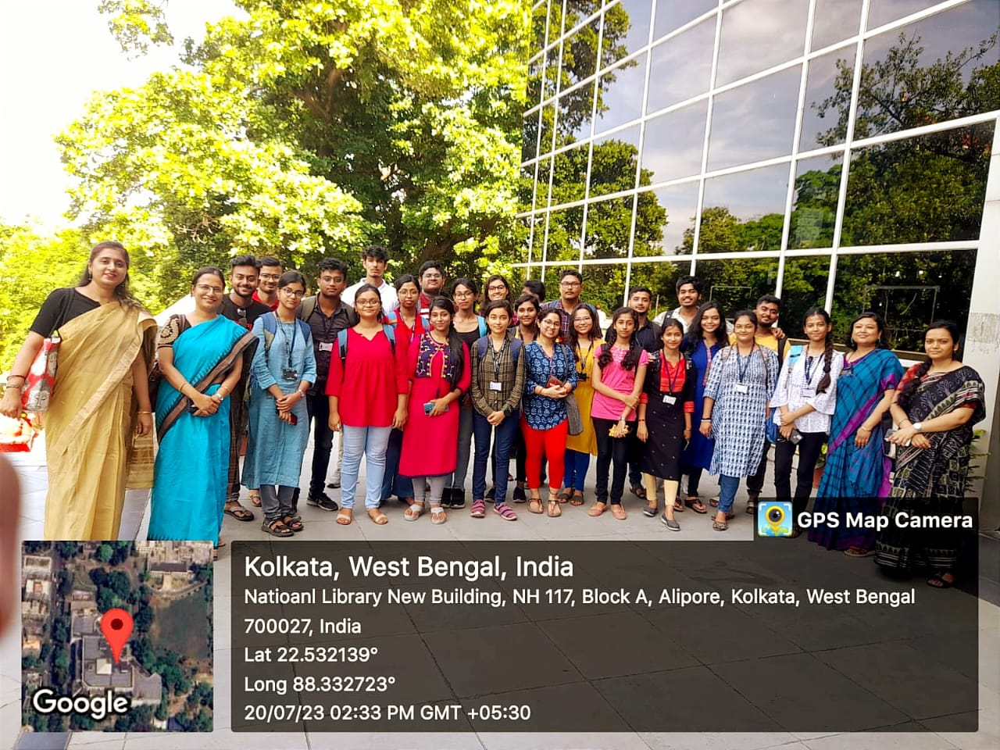 GPS Map Camera
Kolkata, West Bengal, India
Natioanl Library New Building, NH 117, Block A, Alipore, Kolkata, West Bengal
700027, India
Lat 22.532139°
Long 88.332723°
20/07/23 02:33 PM GMT +05:30
Google